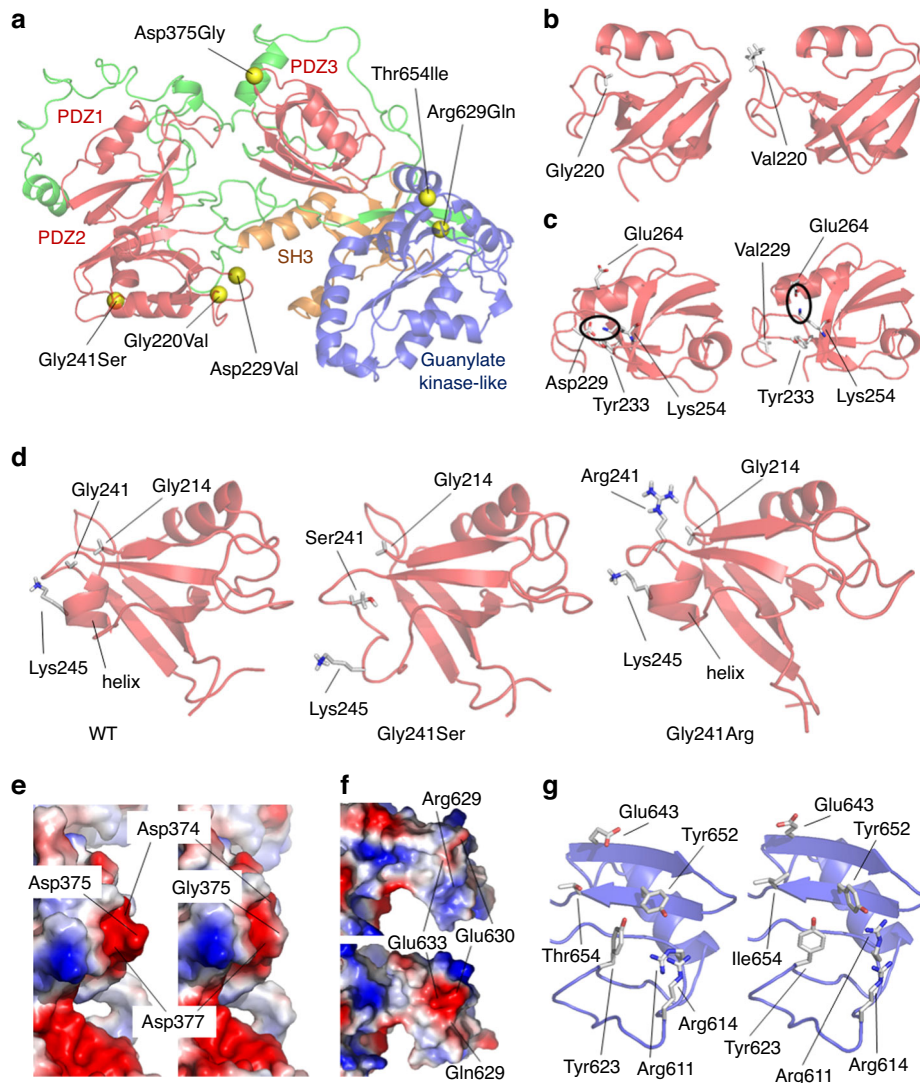 a
Asp375Gly
PDZ3
Thr654Ile
Arg629Gln
PDZ1
PDZ2
SH3
Gly241Ser
Gly220Val
Asp229Val
Guanylate
kinase-like
b
Gly220
Val220
c
Glu264
Glu264
Val229
Asp229
Tyr233
Lys254
Tyr233
Lys254
d
Gly241
Gly214
Lys245
helix
WT
Gly214
Ser241
Lys245
Gly241Ser
Arg241
Gly214
Lys245
helix
Gly241Arg
e
Asp374
Asp375
Gly375
Asp377
f
Arg629
Glu633
Glu630
Gln629
g
Glu643
Tyr652
Thr654
Tyr623
Arg611
Arg614
Glu643
Tyr652
Ile654
Tyr623
Arg611
Arg614